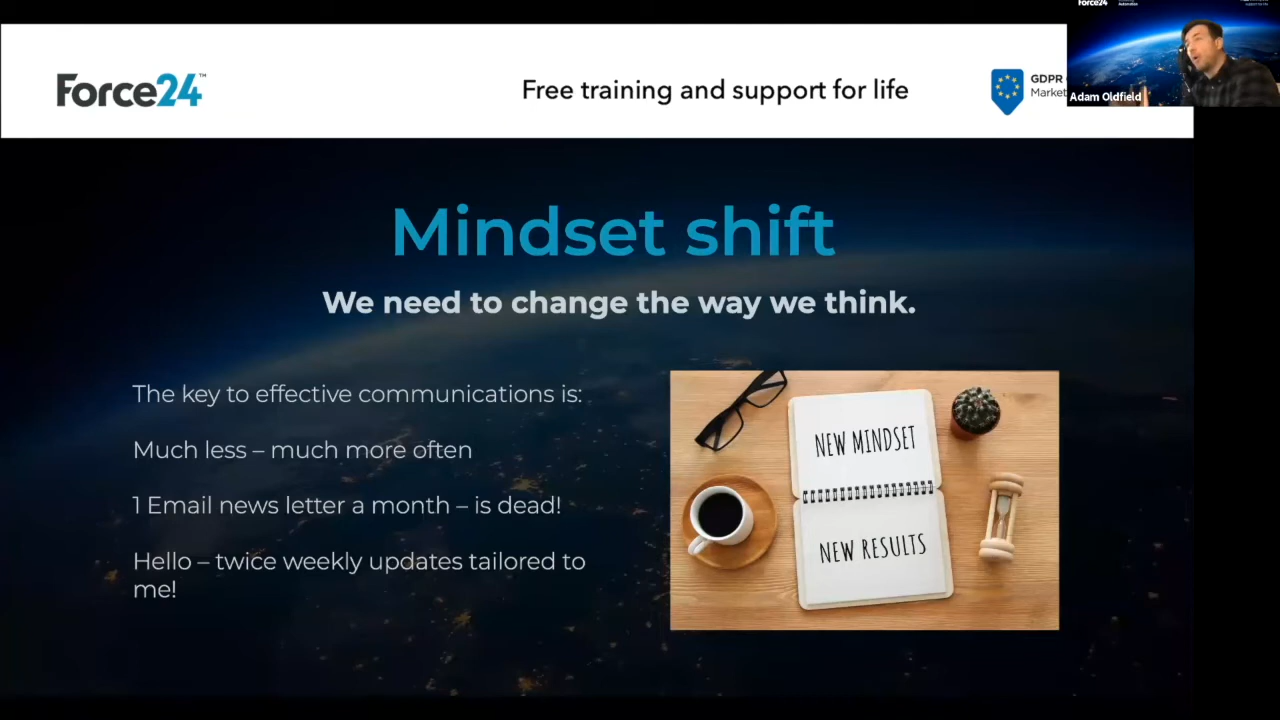 Force24™
Free training and support for life
GDPR
Market
Force24
Adam Oldfield
Mindset shift
We need to change the way we think.
The key to effective communications is:
Much less – much more often
1 Email news letter a month – is dead!
Hello – twice weekly updates tailored to
me!
NEW MINDSET
NEW RESULTS